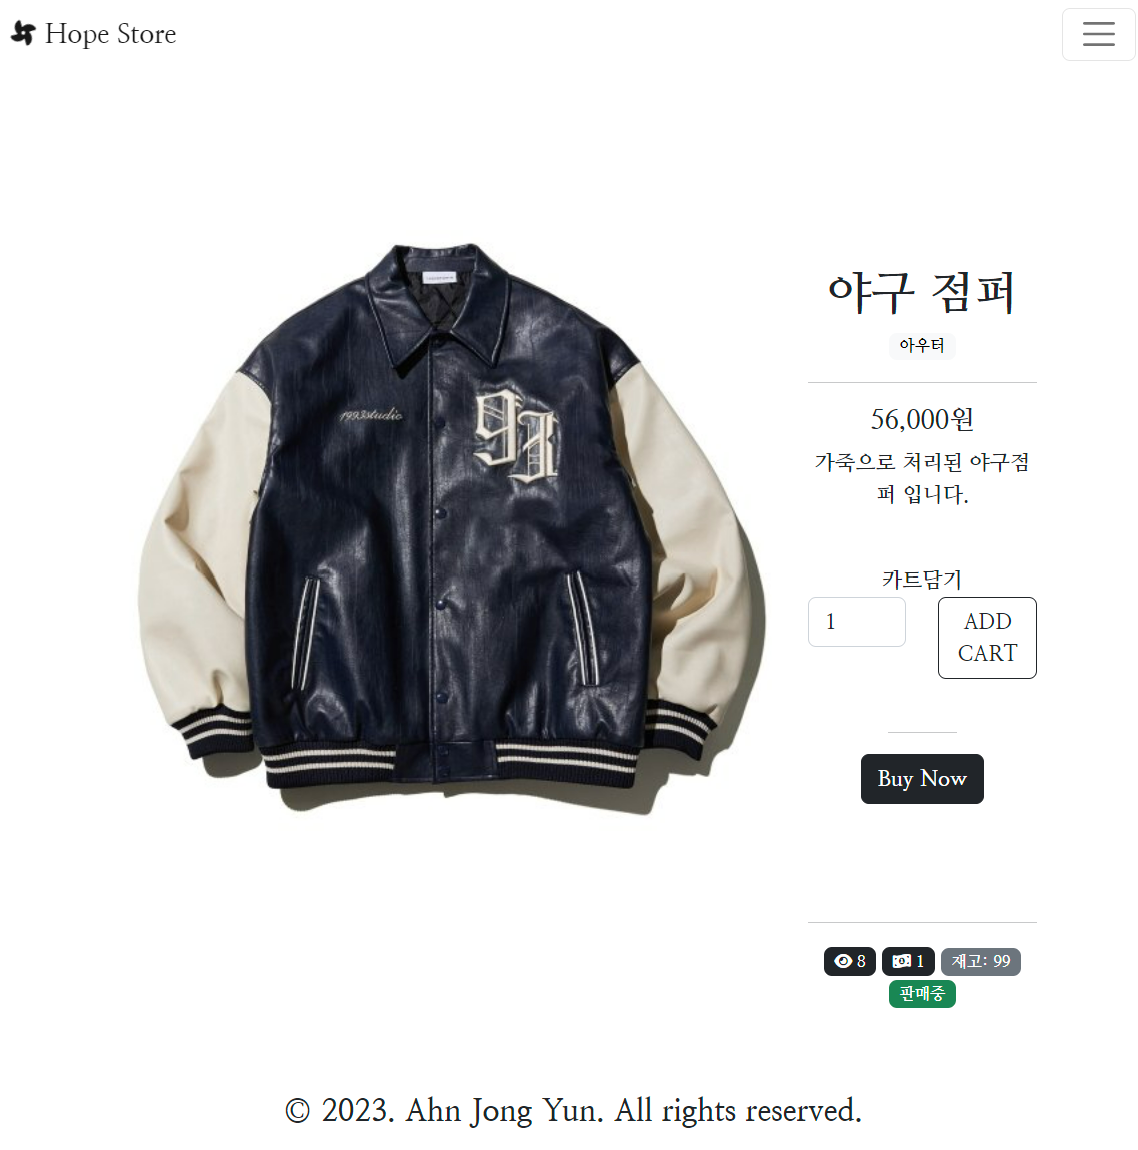 Hope Store
1993studio
93
야구 점퍼
아우터
56,000원
가죽으로 처리된 야구점
퍼 입니다.
카트담기
1
ADD
CART
Buy Now
8
1
재고: 99
판매중
© 2023. Ahn Jong Yun. All rights reserved.